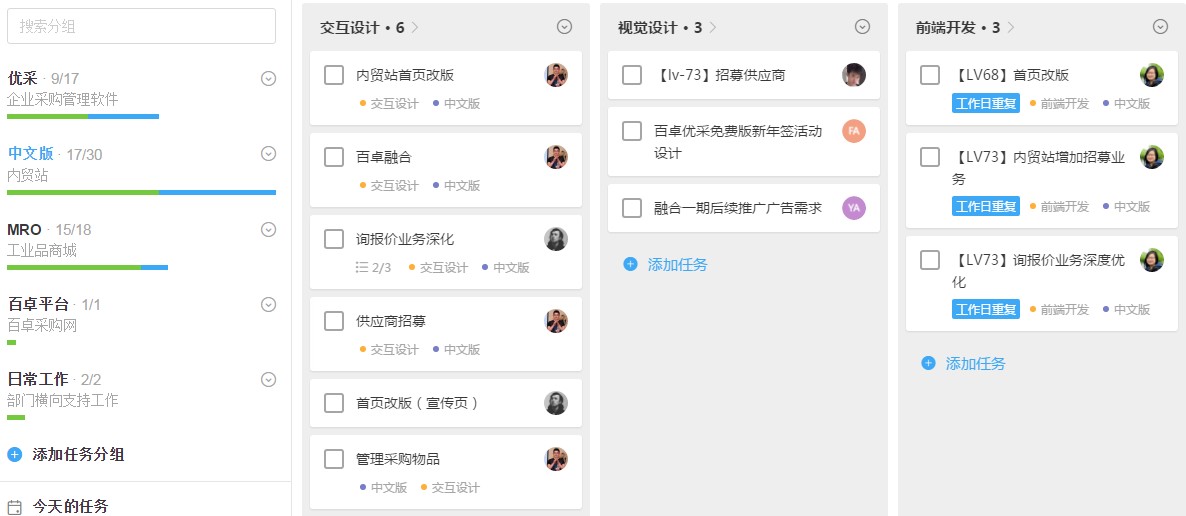 搜索分组
优采 · 9/17
企业采购管理软件
中文版 · 17/30
内贸站
MRO · 15/18
工业品商城
百卓平台 · 1/1
百卓采购网
日常工作 · 2/2
部门横向支持工作
添加任务分组
今天的任务
交互设计 • 6
内贸站首页改版
交互设计 中文版
百卓融合
交互设计 中文版
询报价业务深化
2/3 交互设计 中文版
供应商招募
交互设计 中文版
首页改版（宣传页）
管理采购物品
中文版 交互设计
视觉设计 • 3
【lv-73】招募供应商
百卓优采免费版新年签活动
设计
FA
融合一期后续推广广告需求
YA
添加任务
前端开发 • 3
【LV68】首页改版
工作日重复 前端开发 中文版
【LV73】内贸站增加招募业
务
工作日重复 前端开发 中文版
【LV73】询报价业务深度优
化
工作日重复 前端开发 中文版
添加任务